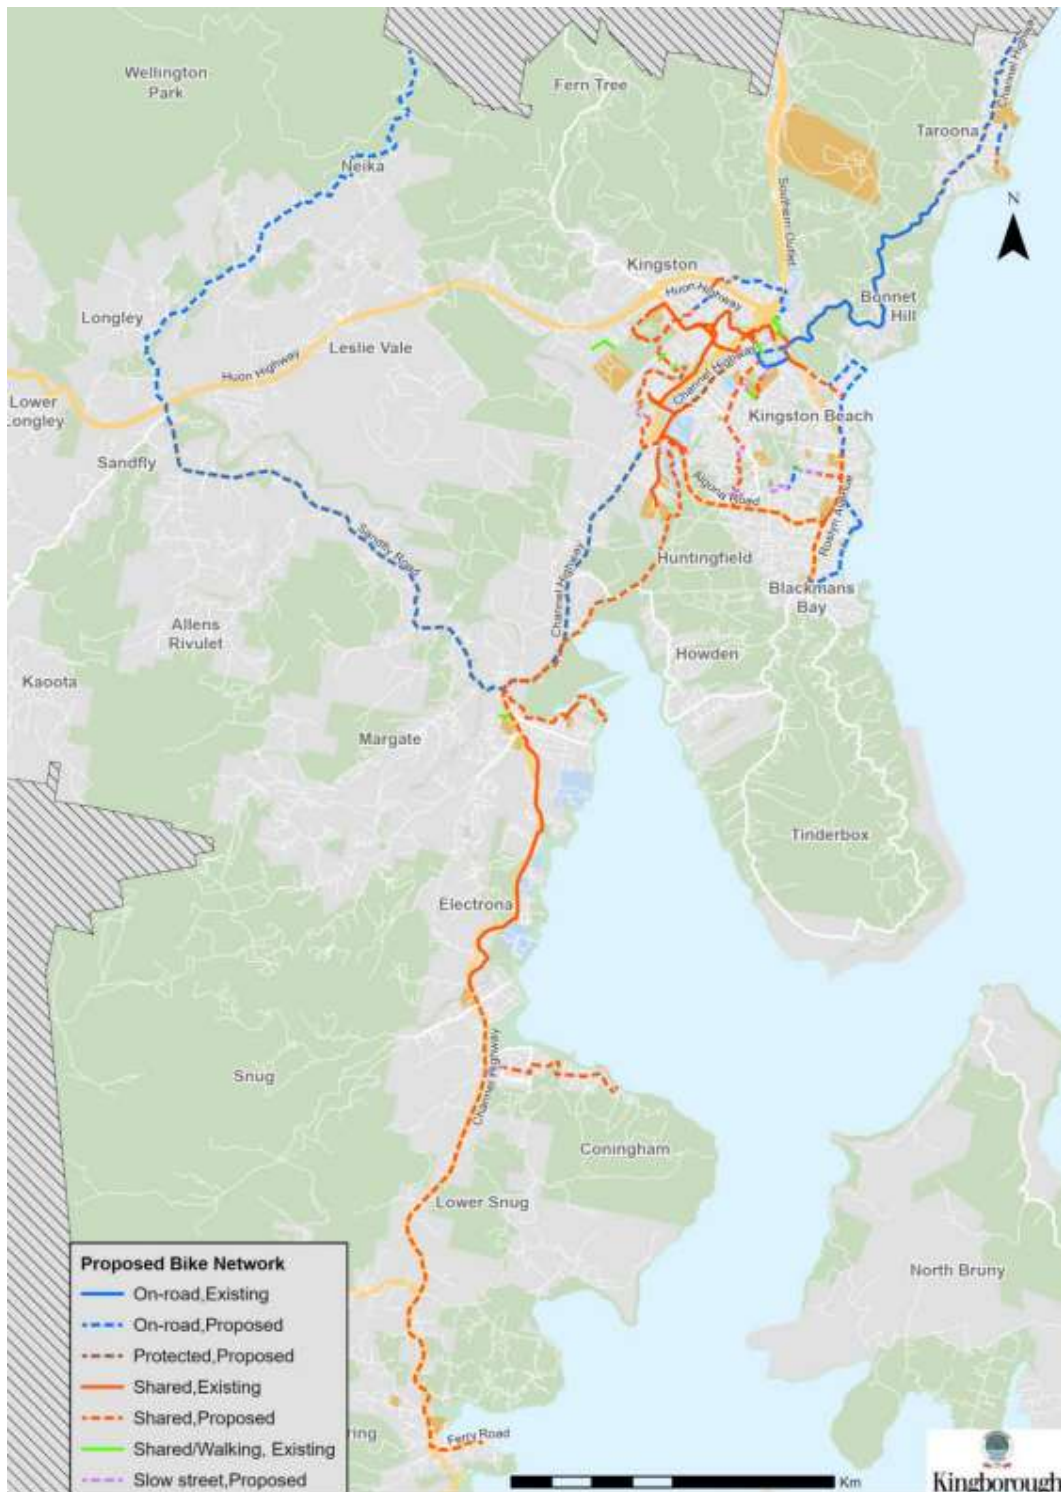 Wellington
Park
Fern Tree
Channel Highway
Taroona
Neika
N
Southern Outlet
Kingston
Huon Highway
Bonnet
Hill
Longley
Leslie Vale
Huon Highway
Channel Highway
Lower
Longley
Kingston Beach
Sandfly
Algona Road
Roslyn Avenue
Sandfly Road
Channel Highway
Huntingfield
Blackmans
Bay
Allens
Rivulet
Howden
Kaoota
Margate
Tinderbox
Electrona
Channel Highway
Snug
Coningham
Lower Snug
North Bruny
Proposed Bike Network
On-road,Existing
On-road,Proposed
Protected,Proposed
Shared,Existing
Shared,Proposed
Shared/Walking, Existing
Slow street,Proposed
ring
Ferry Road
Km
Kingborough